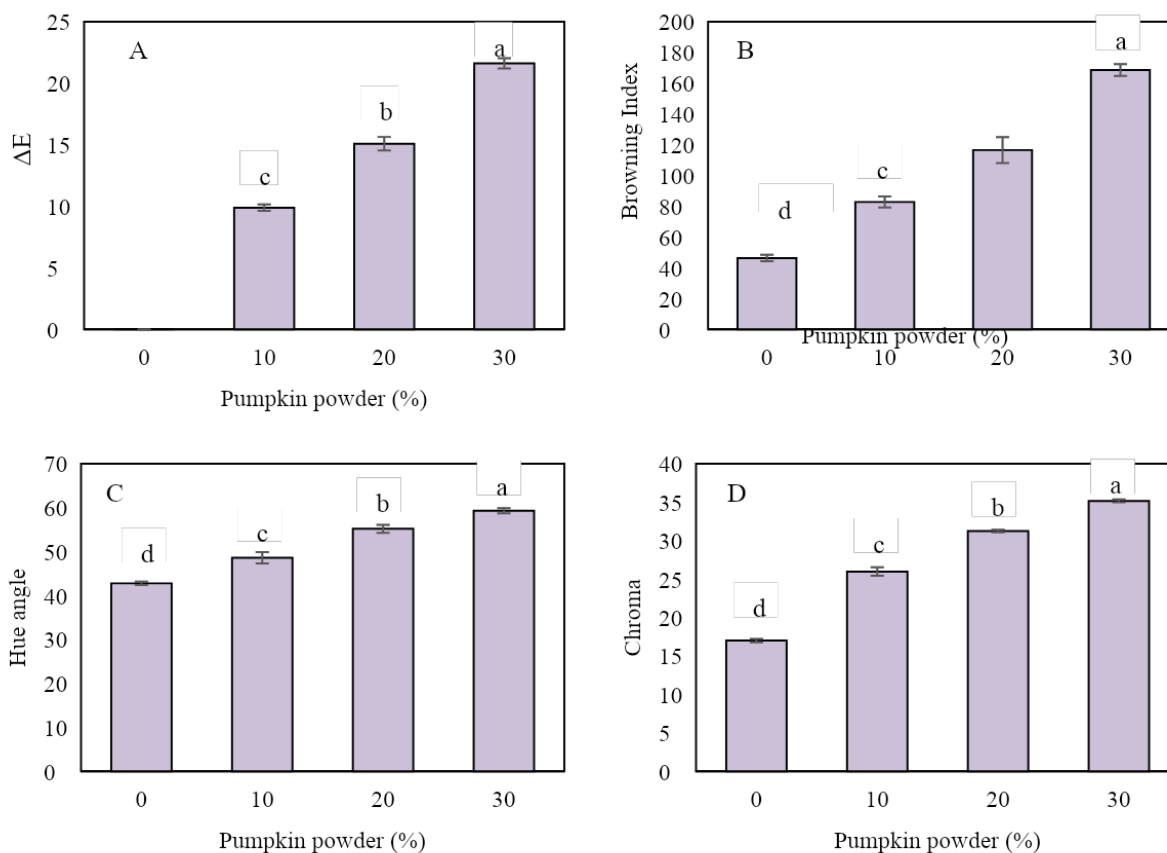 A
ΔE
25
20
15
10
5
0
a
b
c
0 10 20 30
Pumpkin powder (%)
B
Browning Index
200
180
160
140
120
100
80
60
40
20
0
d
c
a
Pumpkin powder (%)
0 10 20 30
C
Hue angle
70
60
50
40
30
20
10
0
d
c
b
a
0 10 20 30
Pumpkin powder (%)
D
Chroma
40
35
30
25
20
15
10
5
0
d
c
b
a
0 10 20 30
Pumpkin powder (%)